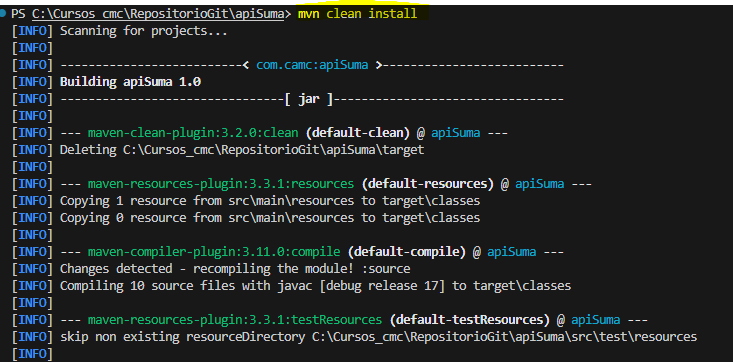 PS C:\Cursos_cmc\RepositorioGit\apiSuma> mvn clean install
[INFO] Scanning for projects...
[INFO]
[INFO] --------------------------< com.camc:apiSuma >--------------------------
[INFO] Building apiSuma 1.0
[INFO] --------------------------------[ jar ]---------------------------------
[INFO]
[INFO] --- maven-clean-plugin:3.2.0:clean (default-clean) @ apiSuma ---
[INFO] Deleting C:\Cursos_cmc\RepositorioGit\apiSuma\target
[INFO]
[INFO] --- maven-resources-plugin:3.3.1:resources (default-resources) @ apiSuma ---
[INFO] Copying 1 resource from src\main\resources to target\classes
[INFO] Copying 0 resource from src\main\resources to target\classes
[INFO]
[INFO] --- maven-compiler-plugin:3.11.0:compile (default-compile) @ apiSuma ---
[INFO] Changes detected - recompiling the module! :source
[INFO] Compiling 10 source files with javac [debug release 17] to target\classes
[INFO]
[INFO] --- maven-resources-plugin:3.3.1:testResources (default-testResources) @ apiSuma ---
[INFO] skip non existing resourceDirectory C:\Cursos_cmc\RepositorioGit\apiSuma\src\test\resources
[INFO]